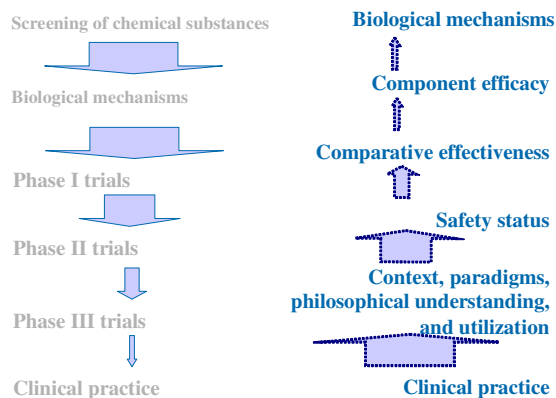 Screening of chemical substances
Biological mechanisms
Phase I trials
Phase II trials
Phase III trials
Clinical practice
Biological mechanisms
Component efficacy
Comparative effectiveness
Safety status
Context, paradigms,
philosophical understanding,
and utilization
Clinical practice